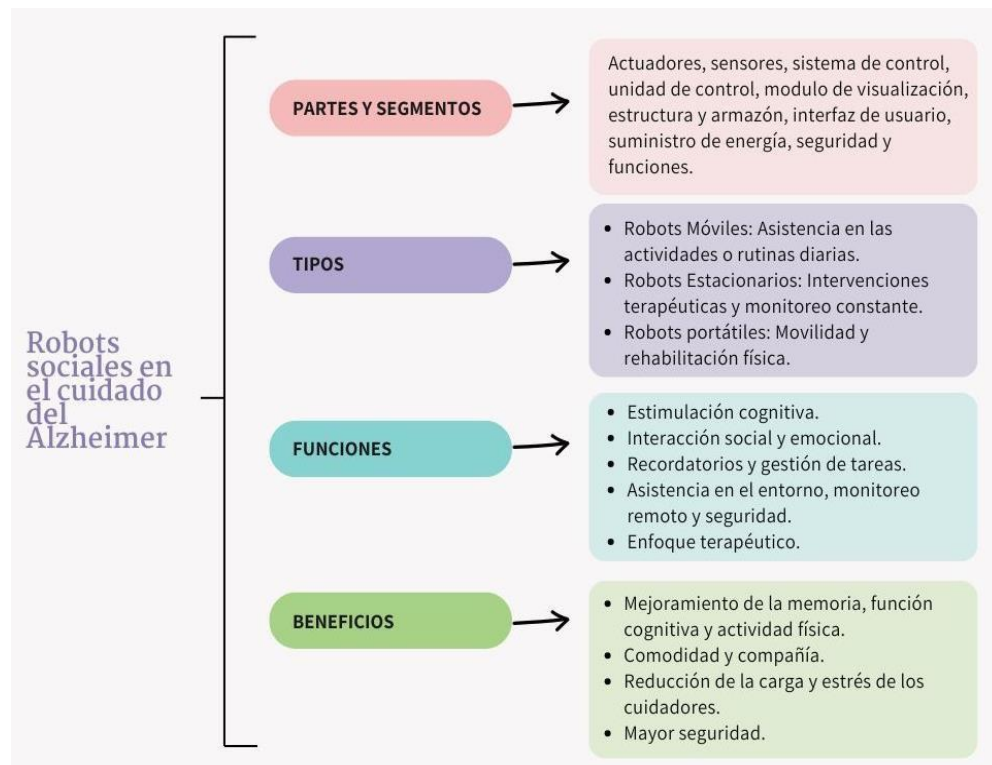 Robots
sociales en
el cuidado
del
Alzheimer
PARTES Y SEGMENTOS
Actuadores, sensores, sistema de control,
unidad de control, modulo de visualización,
estructura y armazón, interfaz de usuario,
suministro de energía, seguridad y
funciones.
TIPOS
• Robots Móviles: Asistencia en las
actividades o rutinas diarias.
• Robots Estacionarios: Intervenciones
terapéuticas y monitoreo constante.
• Robots portátiles: Movilidad y
rehabilitación física.
FUNCIONES
• Estimulación cognitiva.
• Interacción social y emocional.
• Recordatorios y gestión de tareas.
• Asistencia en el entorno, monitoreo
remoto y seguridad.
• Enfoque terapéutico.
BENEFICIOS
• Mejoramiento de la memoria, función
cognitiva y actividad física.
• Comodidad y compañía.
• Reducción de la carga y estrés de los
cuidadores.
• Mayor seguridad.